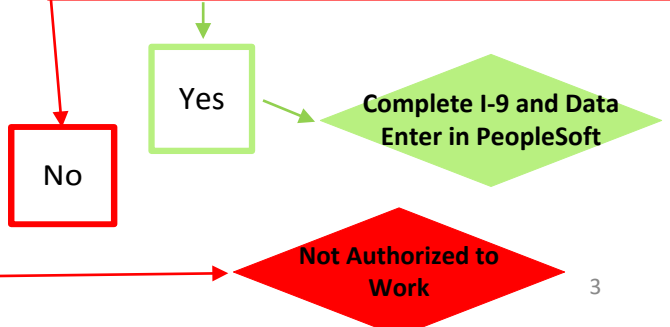 Yes
Complete I-9 and Data
Enter in PeopleSoft
No
Not Authorized to
Work
3